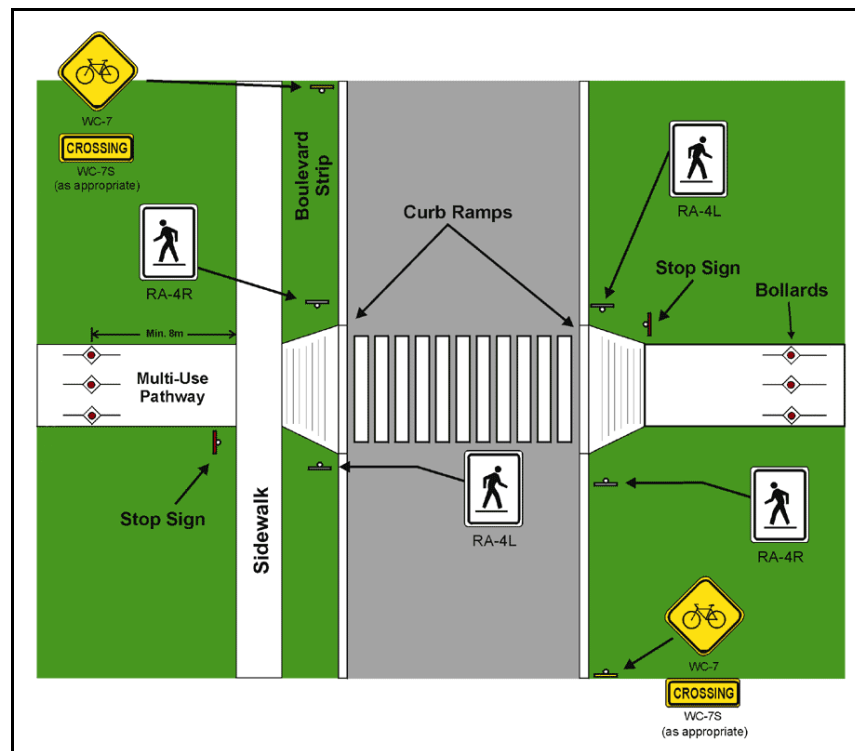 WC-7
CROSSING
WC-7S
(as appropriate)
Boulevard
Strip
RA-4R
Curb Ramps
RA-4L
Stop Sign
Bollards
Min. 8m
Multi-Use
Pathway
Stop Sign
Sidewalk
RA-4L
RA-4R
WC-7
CROSSING
WC-7S
(as appropriate)